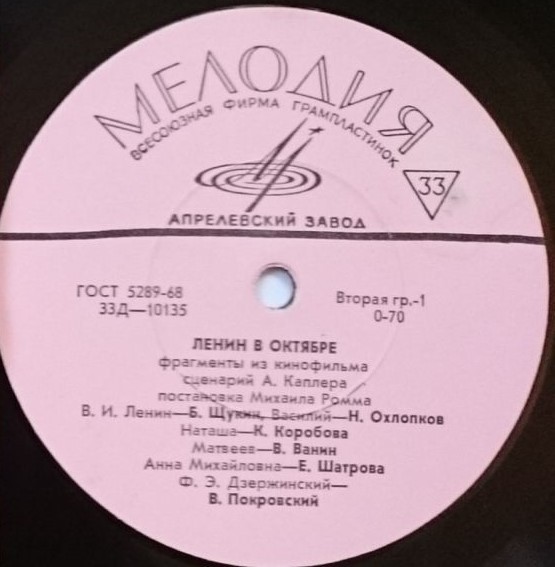 МЕЛОДИЯ
ВСЕСОЮЗНАЯ ФИРМА ГРАМПЛАСТИНОК
33
АПРЕЛЕВСКИЙ ЗАВОД
ГОСТ 5289-68
33Д—10135
Вторая гр.-1
0-70
ЛЕНИН В ОКТЯБРЕ
фрагменты из кинофильма
сценарий А. Каплера
постановка Михаила Ромма
В. И. Ленин—Б. Щукин, Василий—Н. Охлопков
Наташа—К. Коробова
Матвеев—В. Ванин
Анна Михайловна—Е. Шатрова
Ф. Э. Дзержинский—
В. Покровский